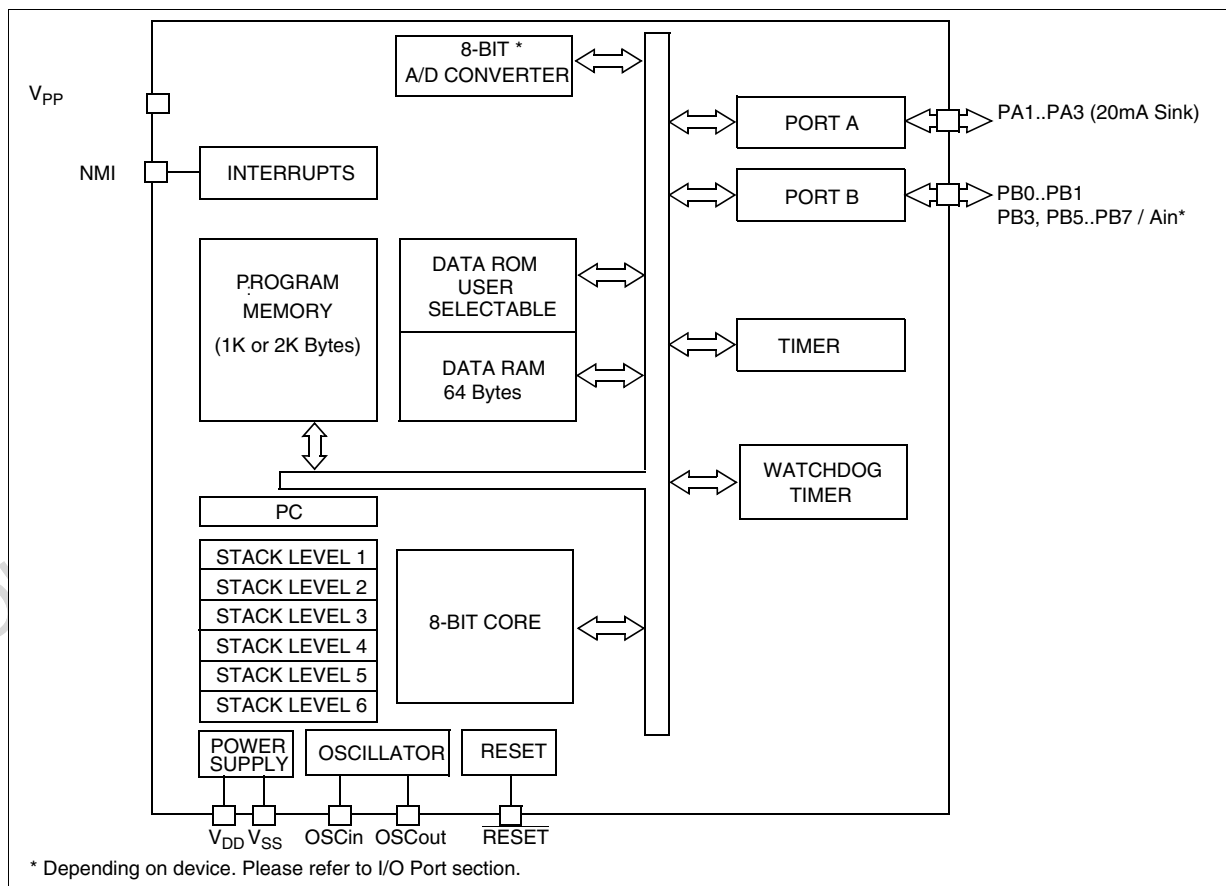 8-BIT *
A/D CONVERTER
VPP
PORT A
PA1..PA3 (20mA Sink)
NMI
INTERRUPTS
PORT B
PB0..PB1
PB3, PB5..PB7 / Ain*
PROGRAM
MEMORY
(1K or 2K Bytes)
DATA ROM
USER
SELECTABLE
DATA RAM
64 Bytes
TIMER
WATCHDOG
TIMER
PC
STACK LEVEL 1
STACK LEVEL 2
STACK LEVEL 3
STACK LEVEL 4
STACK LEVEL 5
STACK LEVEL 6
8-BIT CORE
POWER
SUPPLY
OSCILLATOR
RESET
VDD VSS OSCin OSCout RESET
* Depending on device. Please refer to I/O Port section.